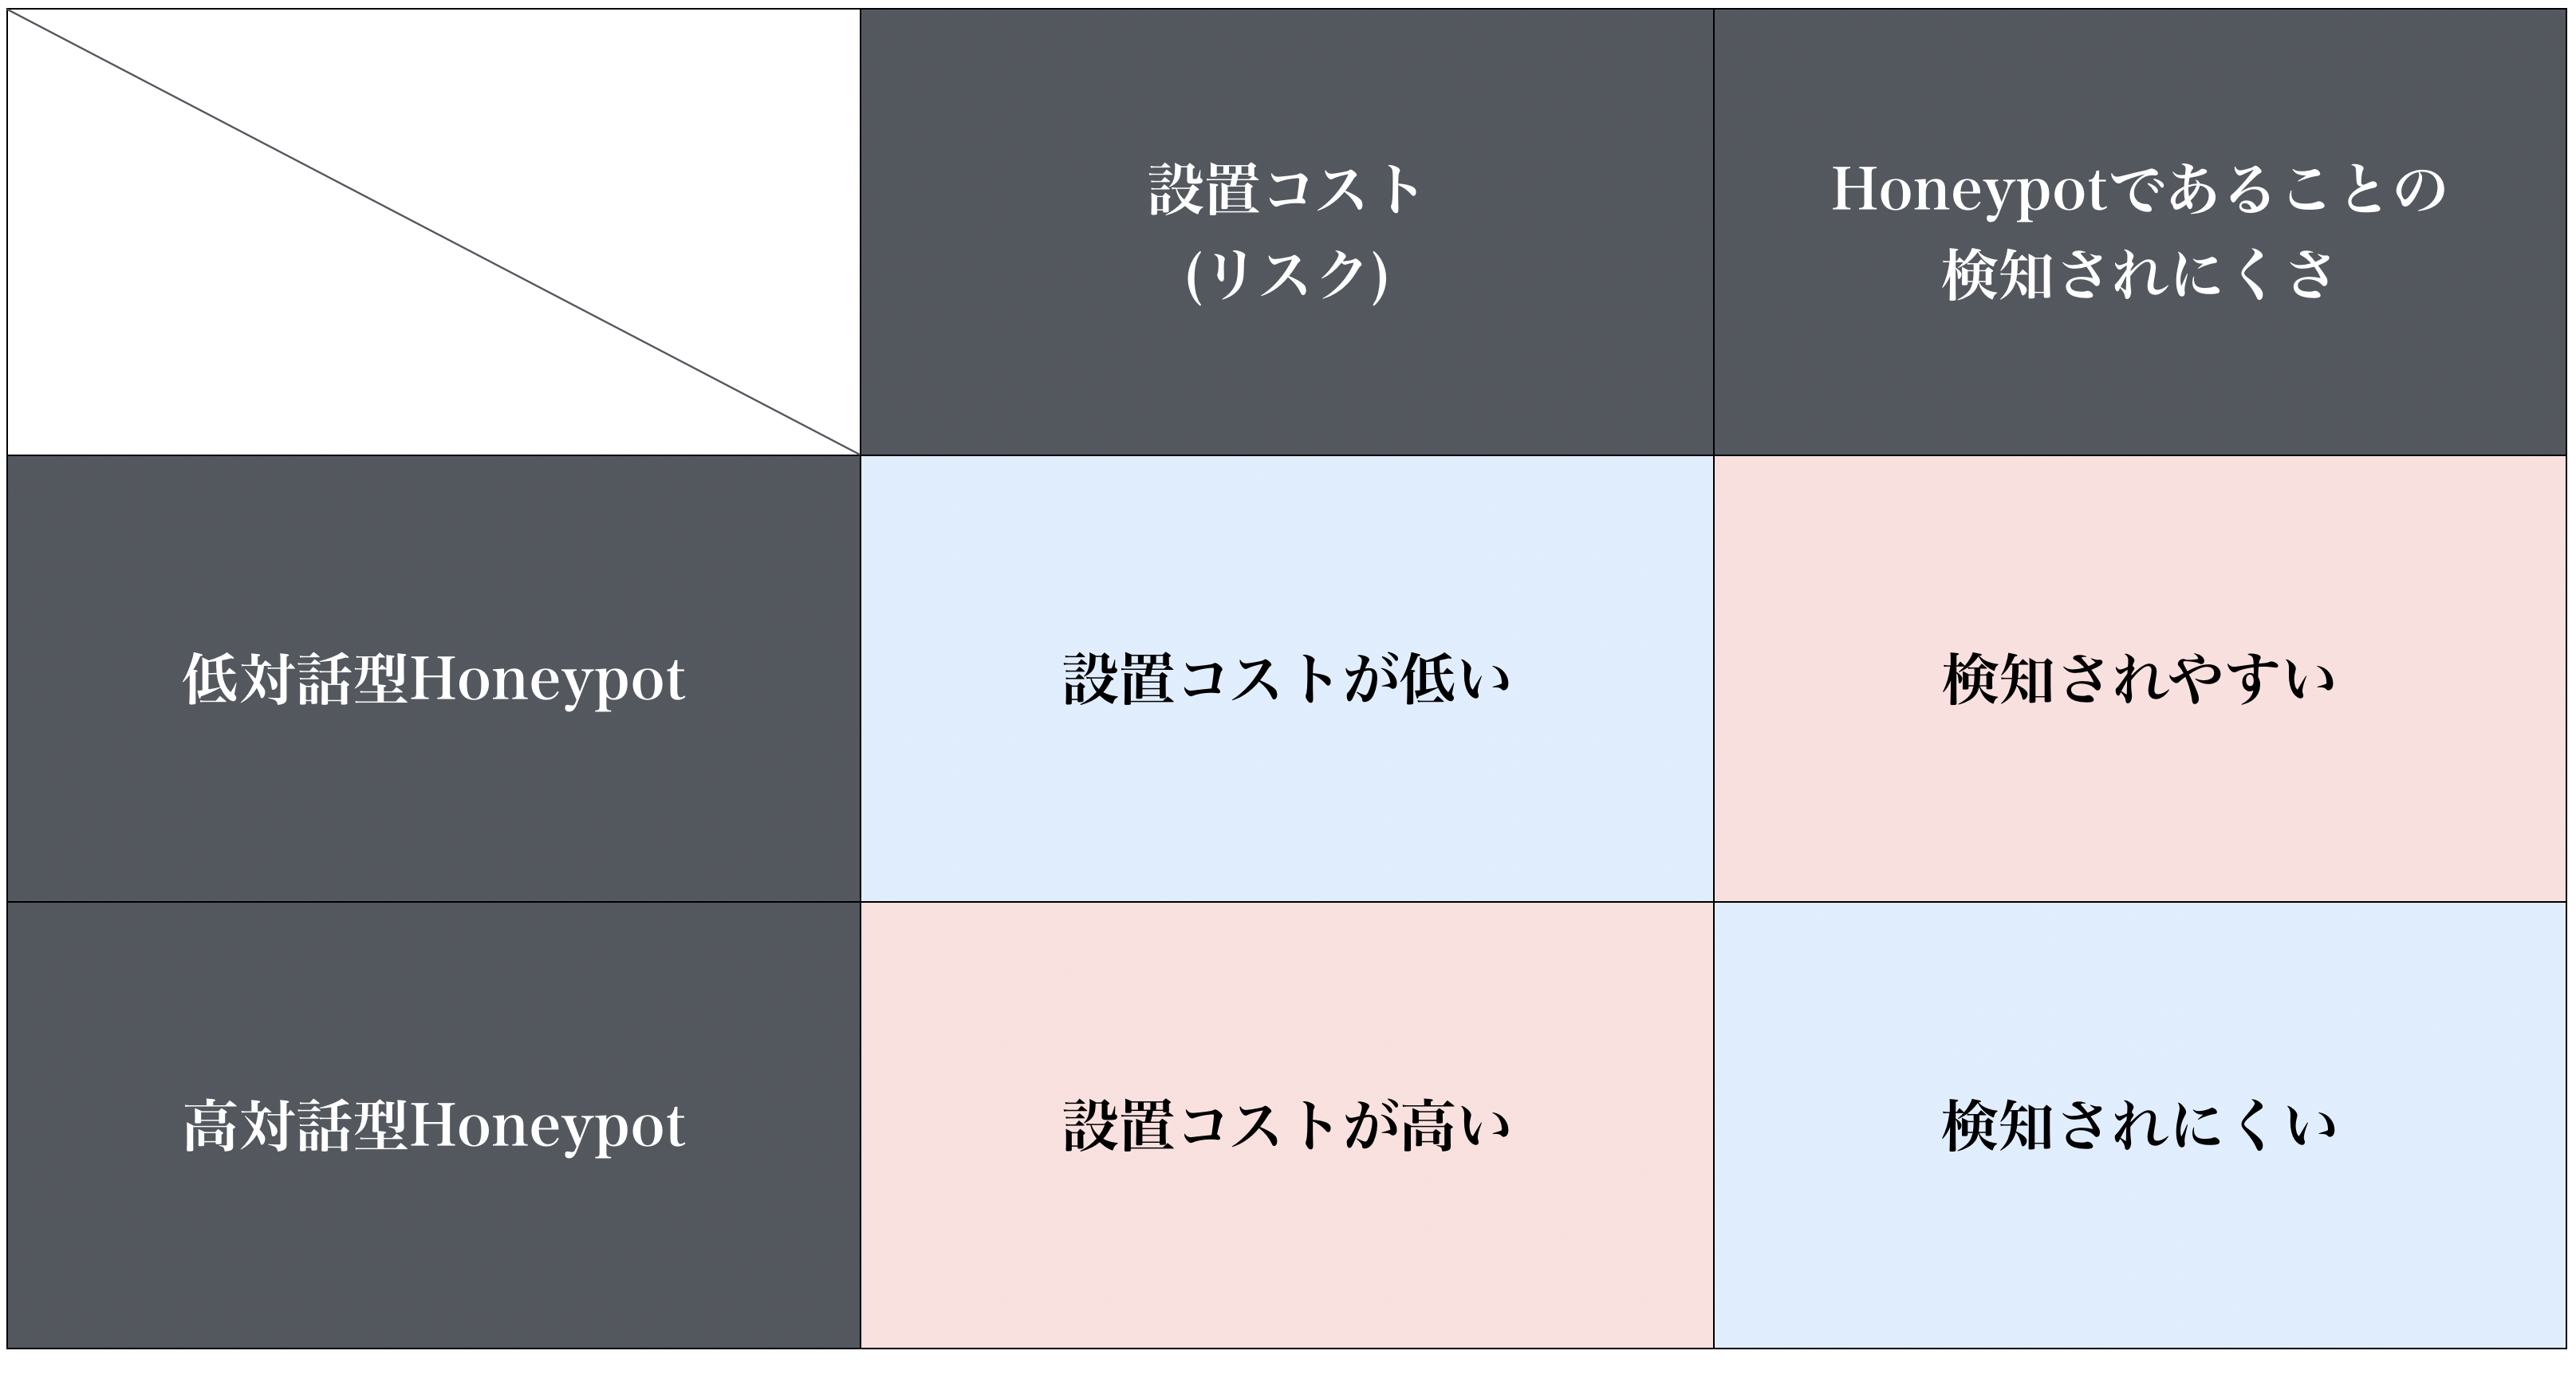 設置コスト
(リスク)
Honeypotであることの
検知されにくさ
低対話型Honeypot
設置コストが低い
検知されやすい
高対話型Honeypot
設置コストが高い
検知されにくい